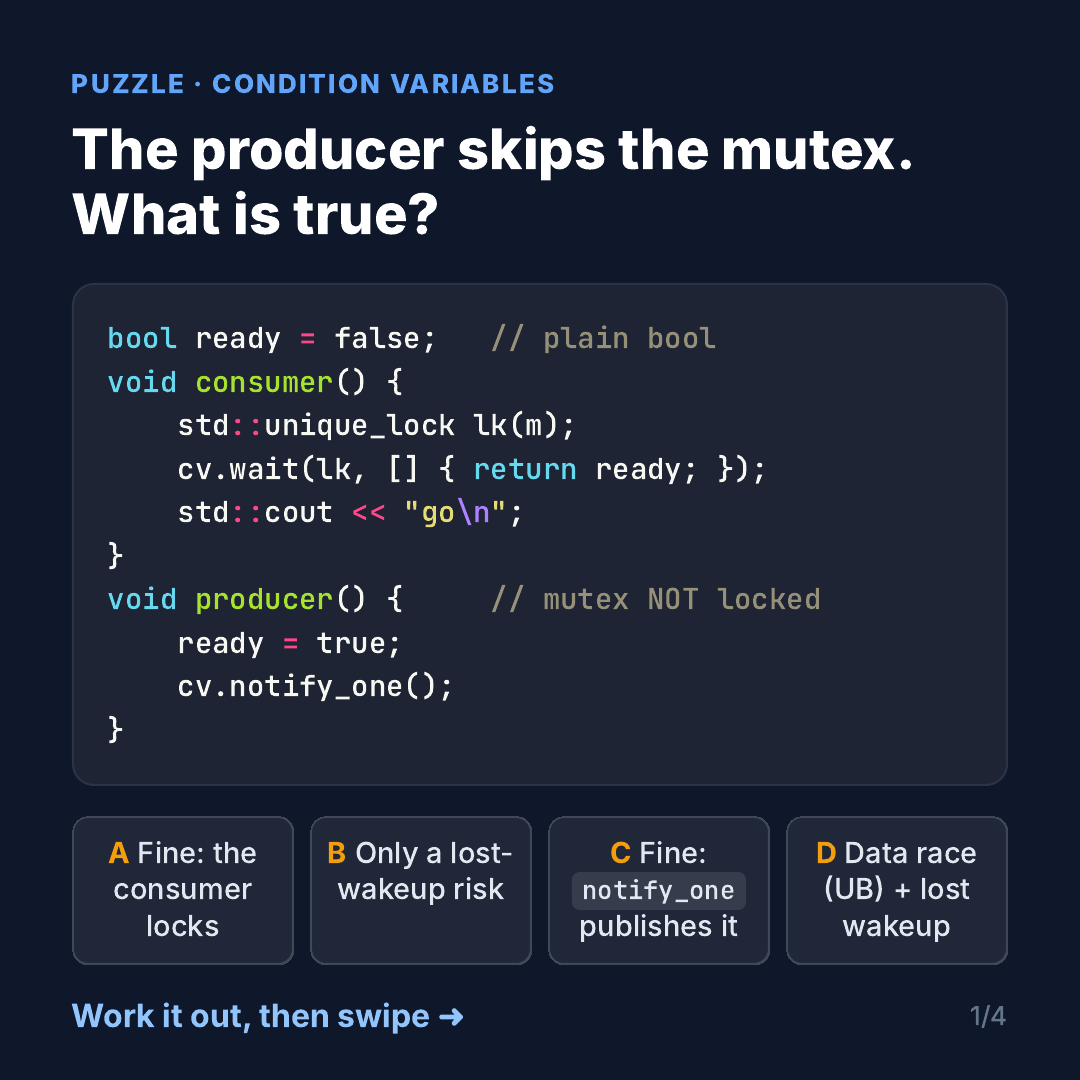 PUZZLE · CONDITION VARIABLES
The producer skips the mutex.
What is true?
bool ready = false;   // plain bool
void consumer() {
    std::unique_lock lk(m);
    cv.wait(lk, [] { return ready; });
    std::cout << "go\n";
}
void producer() {     // mutex NOT locked
    ready = true;
    cv.notify_one();
}
A Fine: the
consumer
locks
B Only a lost-
wakeup risk
C Fine:
notify_one
publishes it
D Data race
(UB) + lost
wakeup
Work it out, then swipe ➜
1/4